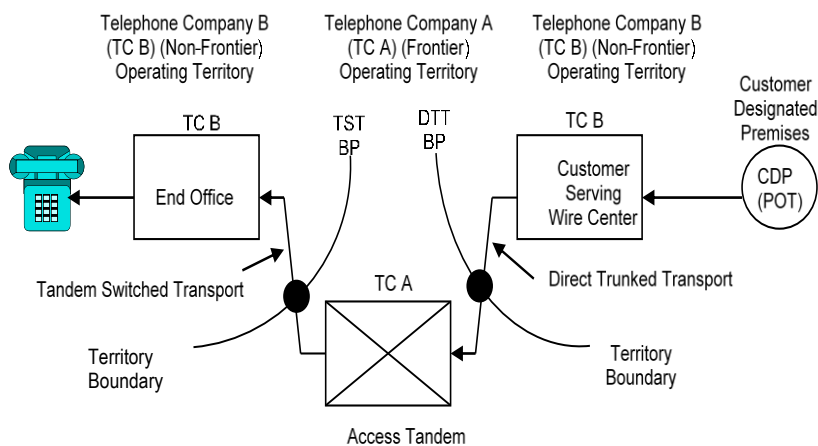 Telephone Company B
(TC B) (Non-Frontier)
Operating Territory
Telephone Company A
(TC A) (Frontier)
Operating Territory
Telephone Company B
(TC B) (Non-Frontier)
Operating Territory
Customer
Designated
Premises
TC B
TST
BP
DTT
BP
TC B
End Office
Customer
Serving
Wire Center
CDP
(POT)
Tandem Switched Transport
TC A
Direct Trunked Transport
Territory
Boundary
Territory
Boundary
Access Tandem